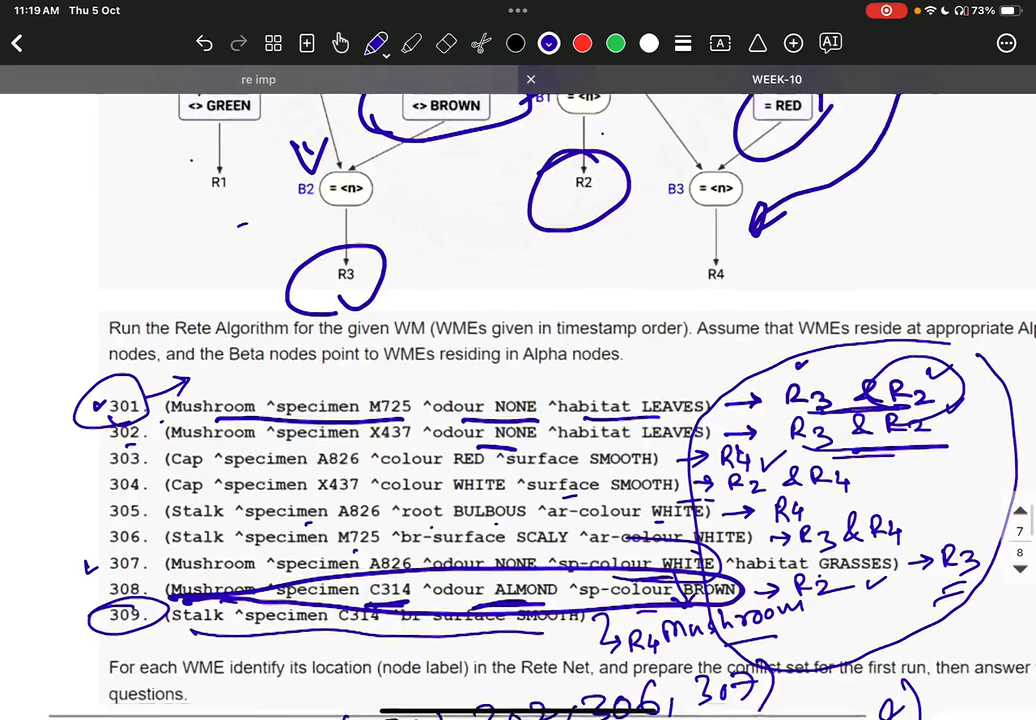 11:19 AM Thu 5 Oct 73%
A AI
re imp WEEK-10
<> GREEN <> BROWN B1 = <n> = RED
R1 B2 = <n> R2 B3 = <n>
R3 R4
Run the Rete Algorithm for the given WM (WMEs given in timestamp order). Assume that WMEs reside at appropriate Alp
nodes, and the Beta nodes point to WMEs residing in Alpha nodes.
301. (Mushroom ^specimen M725 ^odour NONE ^habitat LEAVES) → R3 & R2
302. (Mushroom ^specimen X437 ^odour NONE ^habitat LEAVES) → R3 & R2
303. (Cap ^specimen A826 ^colour RED ^surface SMOOTH) → R4 ✓
304. (Cap ^specimen X437 ^colour WHITE ^surface SMOOTH) → R2 & R4
305. (Stalk ^specimen A826 ^root BULBOUS ^ar-colour WHITE) → R4
306. (Stalk ^specimen M725 ^br-surface SCALY ^ar-colour WHITE) → R3 & R4
307. (Mushroom ^specimen A826 ^odour NONE ^sp-colour WHITE ^habitat GRASSES) → R3
308. (Mushroom ^specimen C314 ^odour ALMOND ^sp-colour BROWN) → R2 ✓
309. (Stalk ^specimen C314 ^br-surface SMOOTH) → R4 Mushroom
For each WME identify its location (node label) in the Rete Net, and prepare the conflict set for the first run, then answer
questions.
306, 307)
7
8